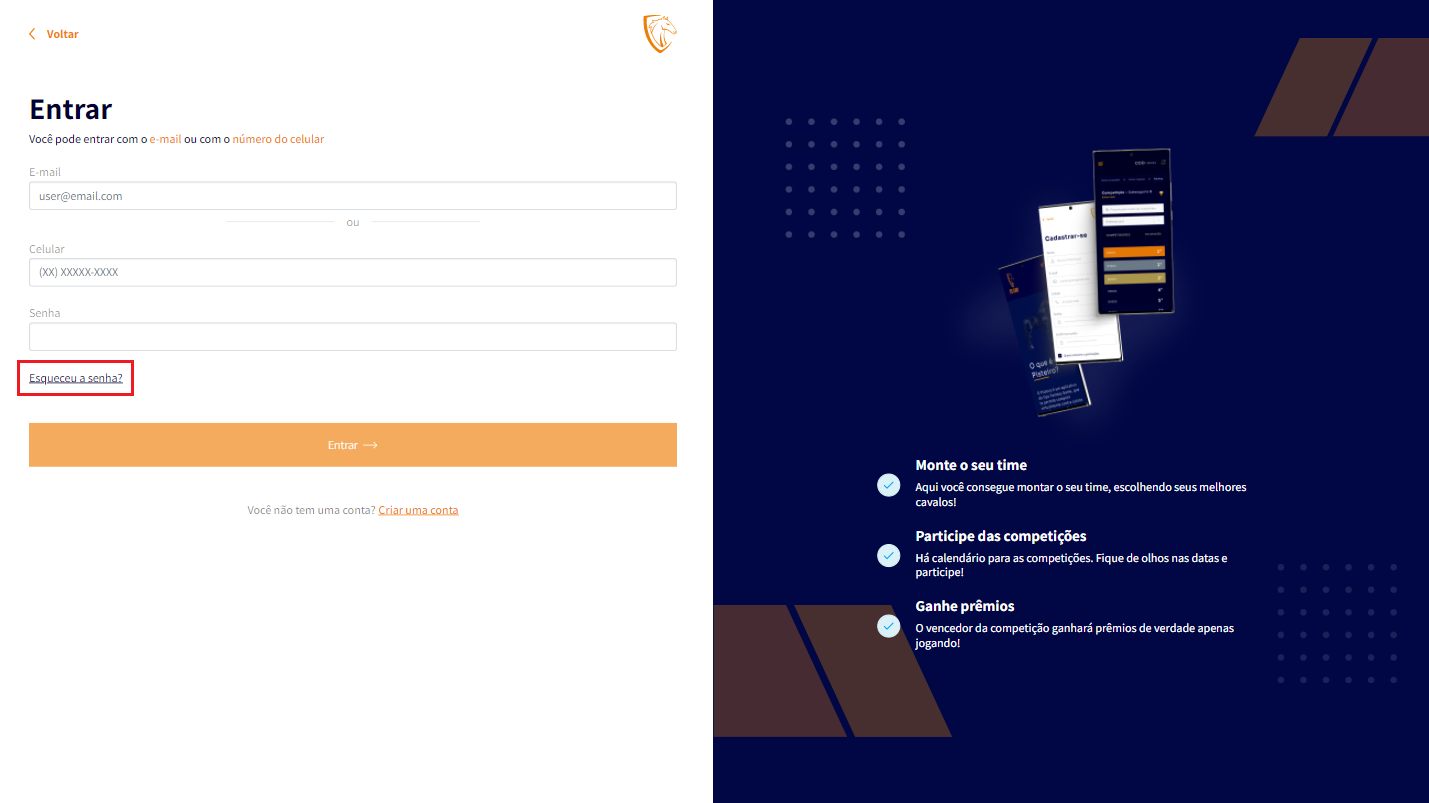 Voltar
Entrar
Você pode entrar com o e-mail ou com o número do celular
E-mail
user@email.com
ou
Celular
(XX) XXXXX-XXXX
Senha
Esqueceu a senha?
Entrar
Você não tem uma conta? Criar uma conta
Cadastrar-se
O que é
Pisteiro?
Monte o seu time
Aqui você consegue montar o seu time, escolhendo seus melhores
cavalos!
Participe das competições
Há calendário para as competições. Fique de olhos nas datas e
participe!
Ganhe prêmios
O vencedor da competição ganhará prêmios de verdade apenas
jogando!